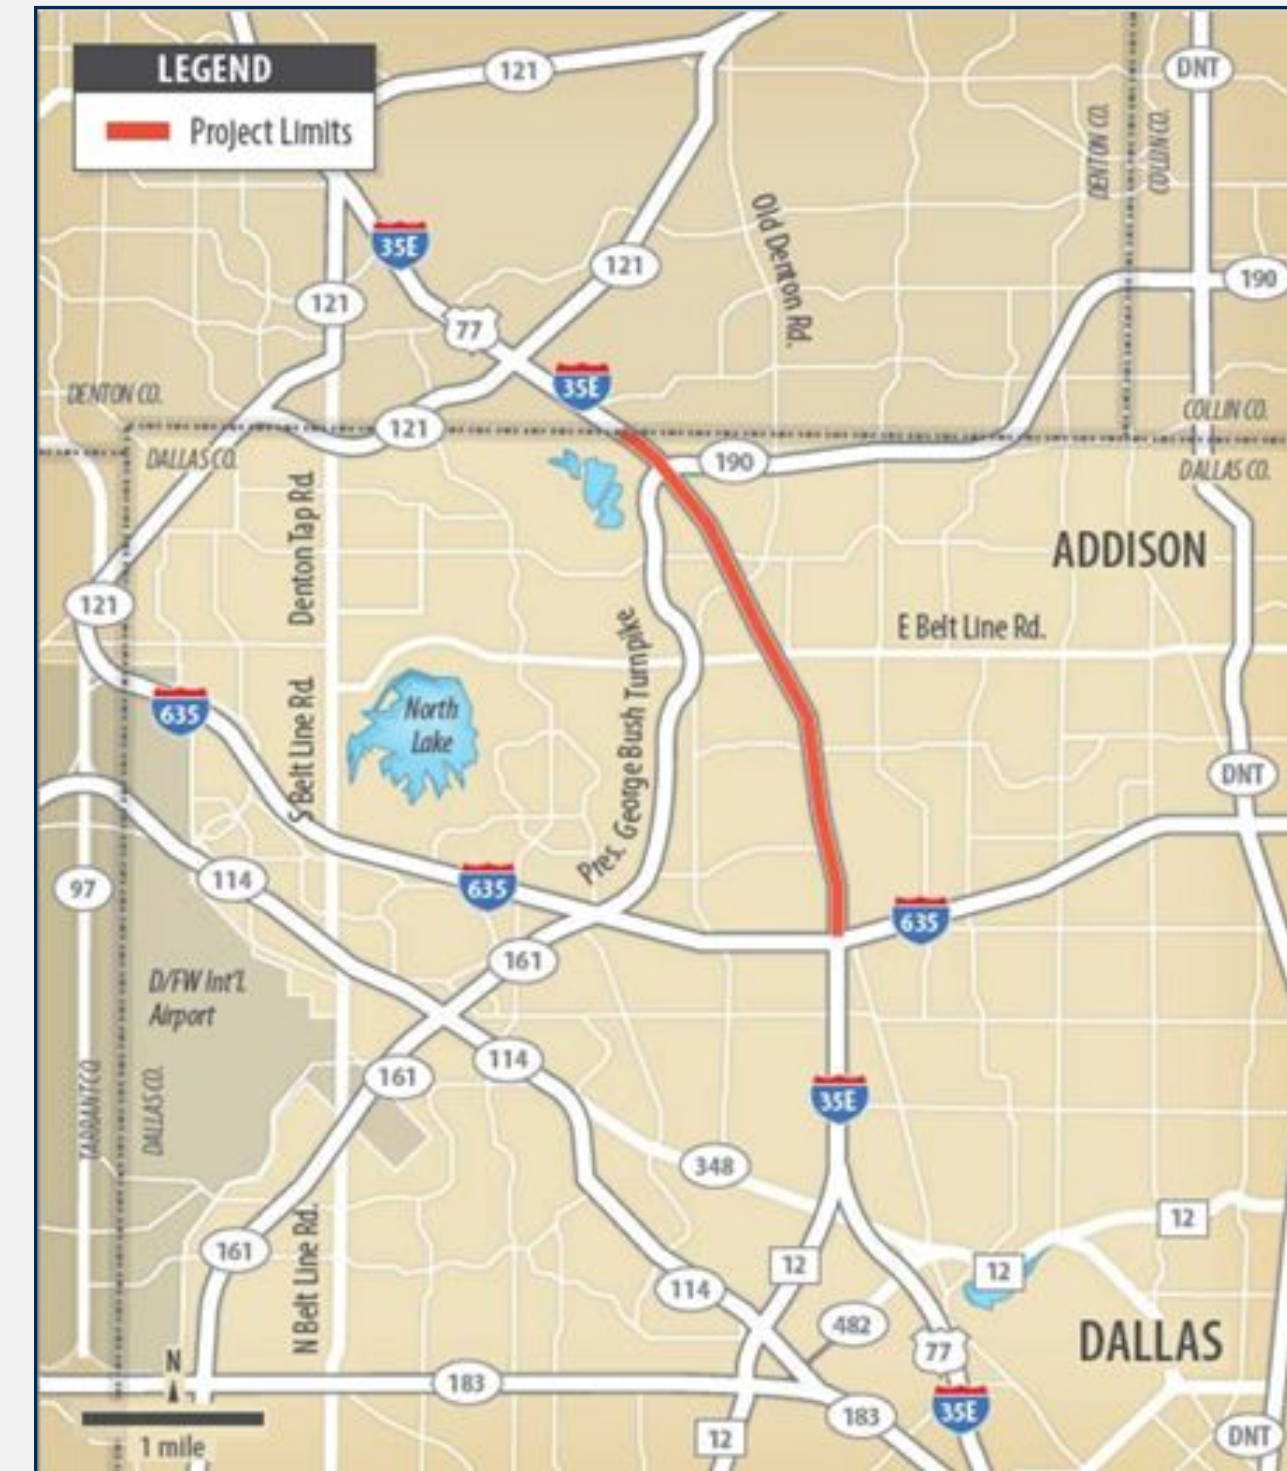 LEGEND
Project Limits
121
DNT
DENTON CO.
COLLIN CO.
Old Denton Rd.
35E
121
190
121
77
35E
DENTON CO.
121
COLLIN CO.
DALLAS CO.
190
DALLAS CO.
Denton Tap Rd.
ADDISON
121
E Belt Line Rd.
Pres. George Bush Turnpike
S Belt Line Rd.
635
North
Lake
DNT
114
97
635
635
161
D/FW Int'l.
Airport
114
161
TARRANT CO.
DALLAS CO.
35E
348
12
161
12
12
N Belt Line Rd.
114
482
DALLAS
77
N
183
35E
183
1 mile
12
DNT